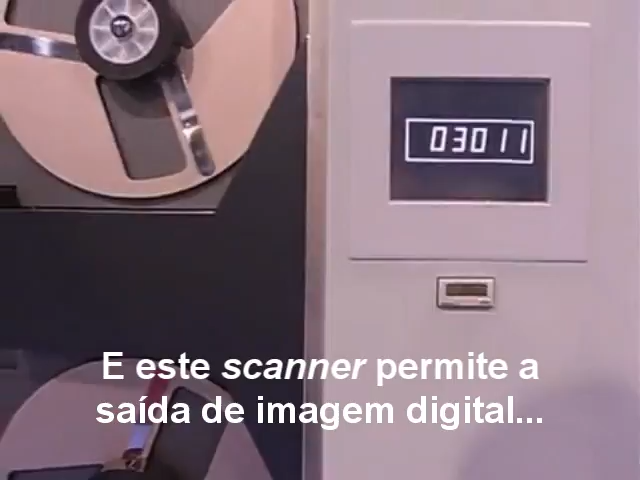 03011
E este scanner permite a
saída de imagem digital...